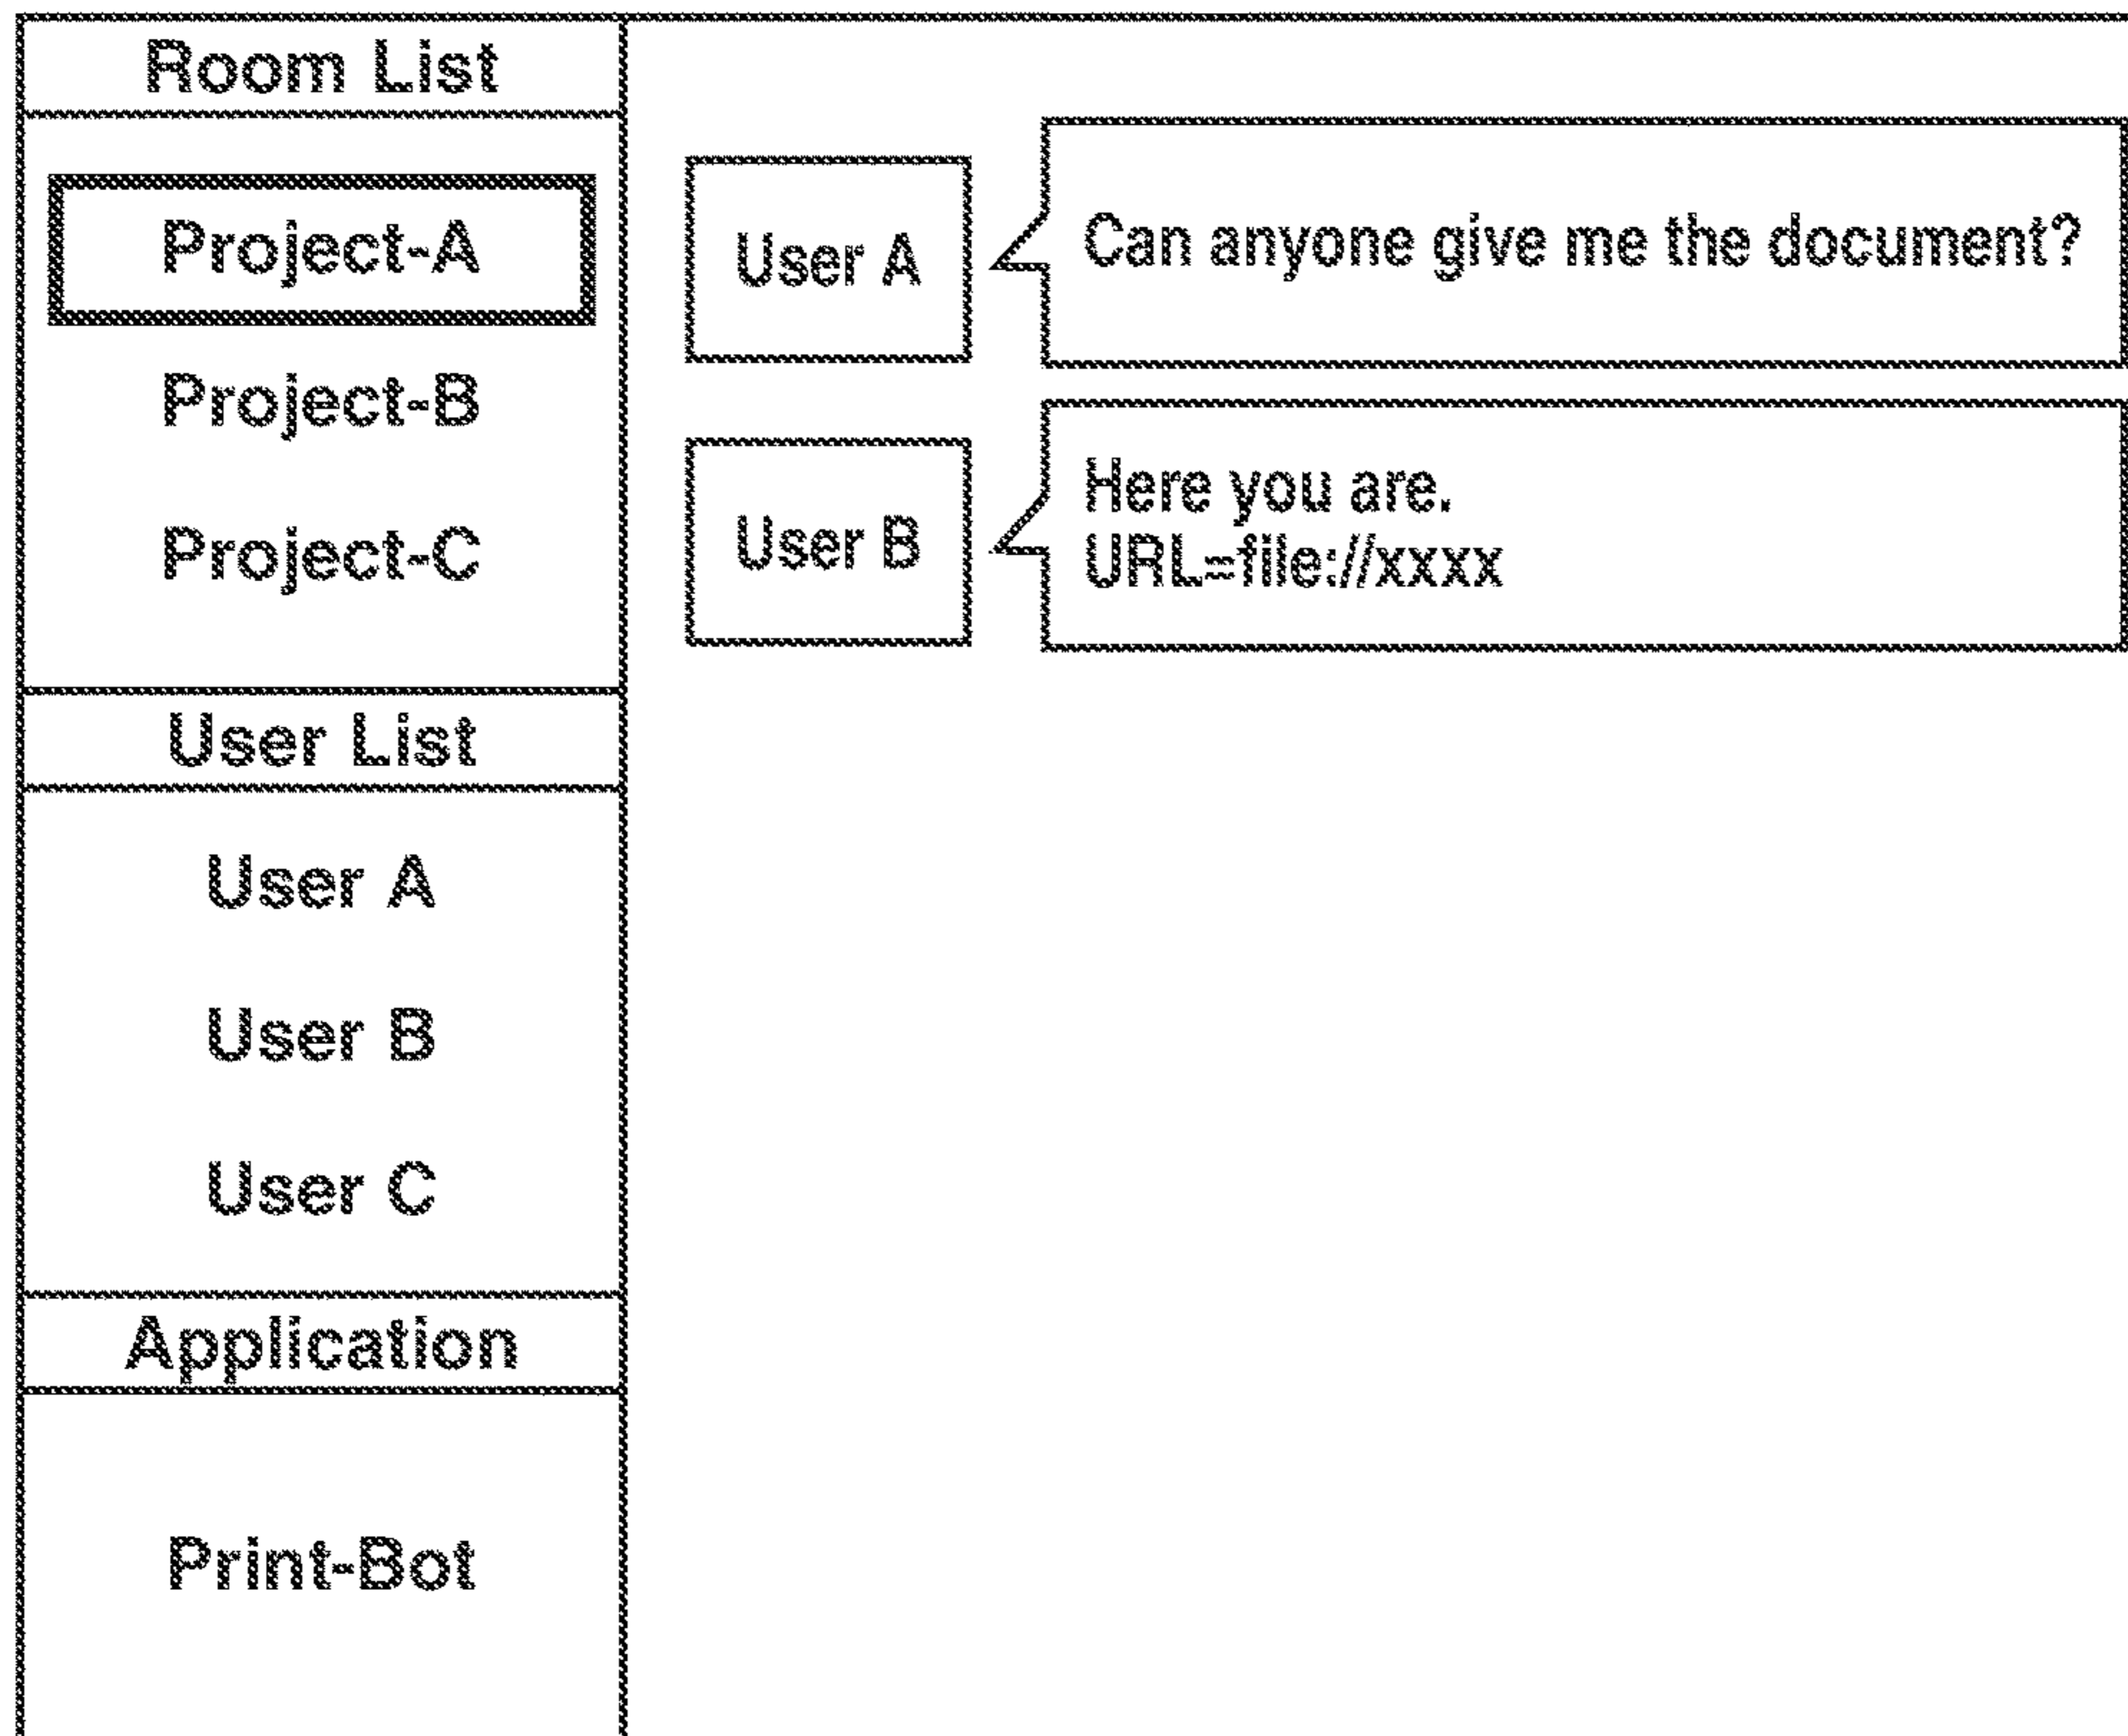 Room List
Project-A
Project-B
Project-C
User List
User A
User B
User C
Application
Print-Bot
User A
Can anyone give me the document?
User B
Here you are.
URL=file://xxxx